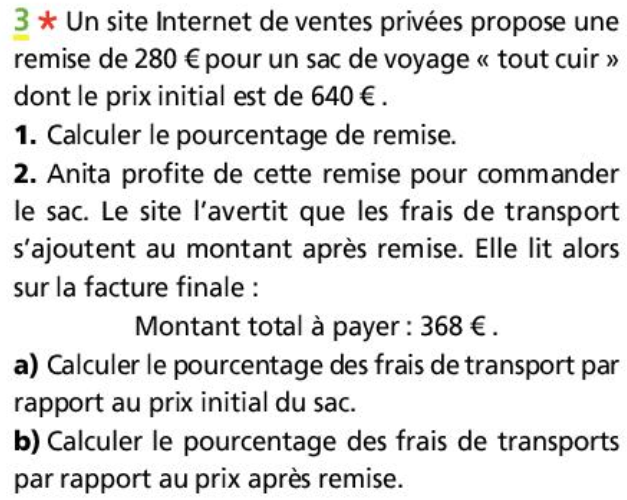 3 * Un site Internet de ventes privées propose une
remise de 280 € pour un sac de voyage « tout cuir »
dont le prix initial est de 640 € .
1. Calculer le pourcentage de remise.
2. Anita profite de cette remise pour commander
le sac. Le site l’avertit que les frais de transport
s’ajoutent au montant après remise. Elle lit alors
sur la facture finale :
Montant total à payer : 368 € .
a) Calculer le pourcentage des frais de transport par
rapport au prix initial du sac.
b) Calculer le pourcentage des frais de transports
par rapport au prix après remise.